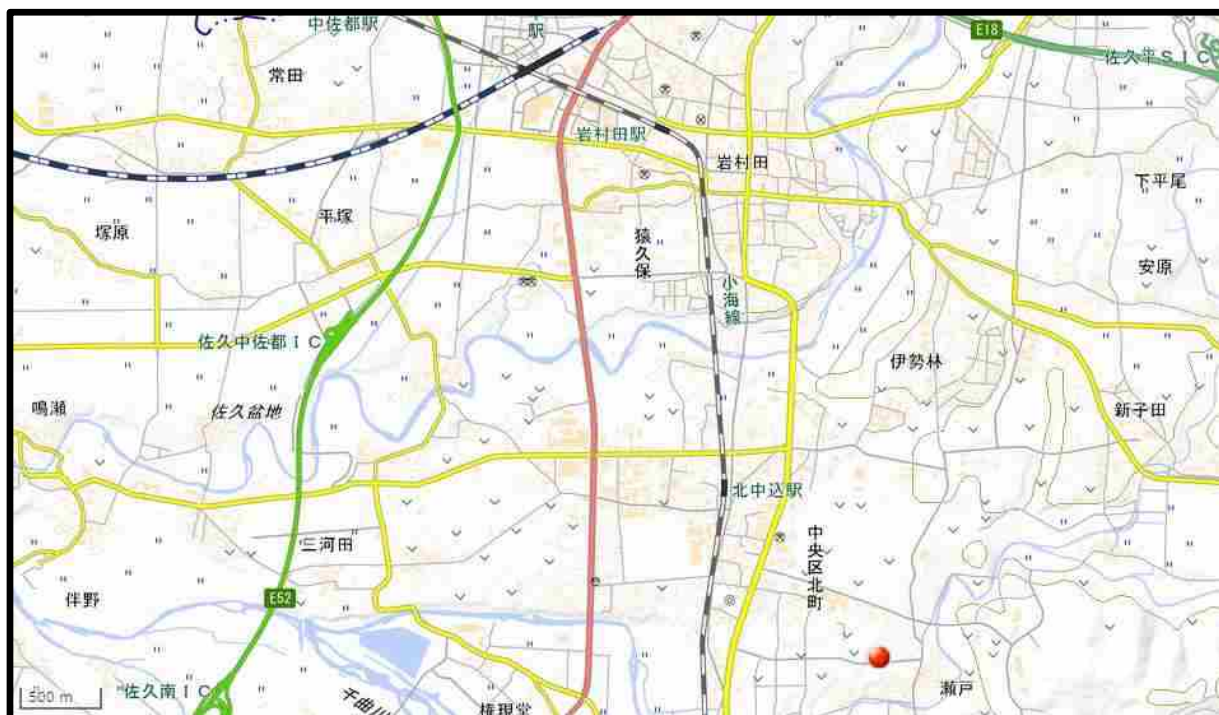 中佐都駅
駅
E18
佐久平ＳＩＣ
常田
岩村田駅
岩村田
下平尾
塚原
平塚
猿久保
安原
小海線
佐久中佐都ＩＣ
伊勢林
鳴瀬
佐久盆地
新子田
北中込駅
三河田
中央区北町
伴野
E52
瀬戸
500 m
佐久南ＩＣ
千曲川
権現堂